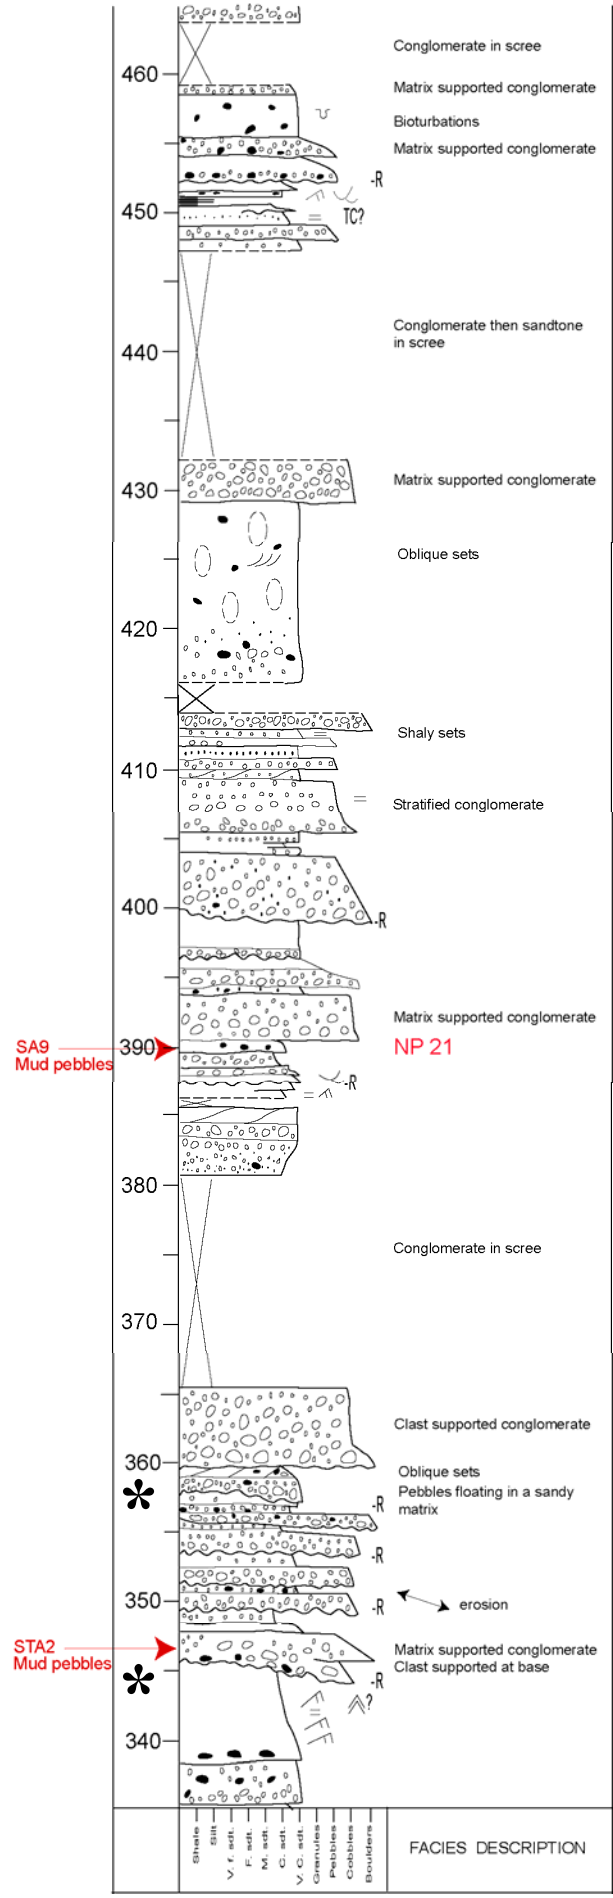 Conglomerate in scree
460
Matrix supported conglomerate
Bioturbations
Matrix supported conglomerate
-R
450
TC?
Conglomerate then sandtone
in scree
440
430
Matrix supported conglomerate
Oblique sets
420
Shaly sets
410
Stratified conglomerate
400
-R
Matrix supported conglomerate
SA9
390
NP 21
Mud pebbles
-R
380
Conglomerate in scree
370
Clast supported conglomerate
360
Oblique sets
Pebbles floating in a sandy
matrix
*
-R
-R
350
-R
erosion
STA2
Mud pebbles
Matrix supported conglomerate
Clast supported at base
*
-R
?
340
Shale
Silt
V. f. sdt.
F. sdt.
M. sdt.
C. sdt.
V. C. sdt.
Granules
Pebbles
Cobbles
Boulders
FACIES DESCRIPTION